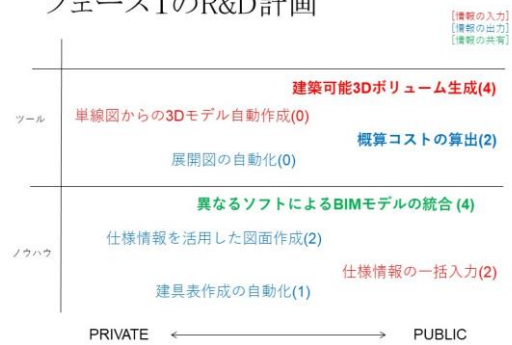 フェーズ1のR&D計画
[情報の入力]
[情報の出力]
[情報の共有]
建築可能3Dボリューム生成(4)
ツール
単線図からの3Dモデル自動作成(0)
概算コストの算出(2)
展開図の自動化(0)
異なるソフトによるBIMモデルの統合 (4)
仕様情報を活用した図面作成(2)
ノウハウ
仕様情報の一括入力(2)
建具表作成の自動化(1)
PRIVATE
PUBLIC